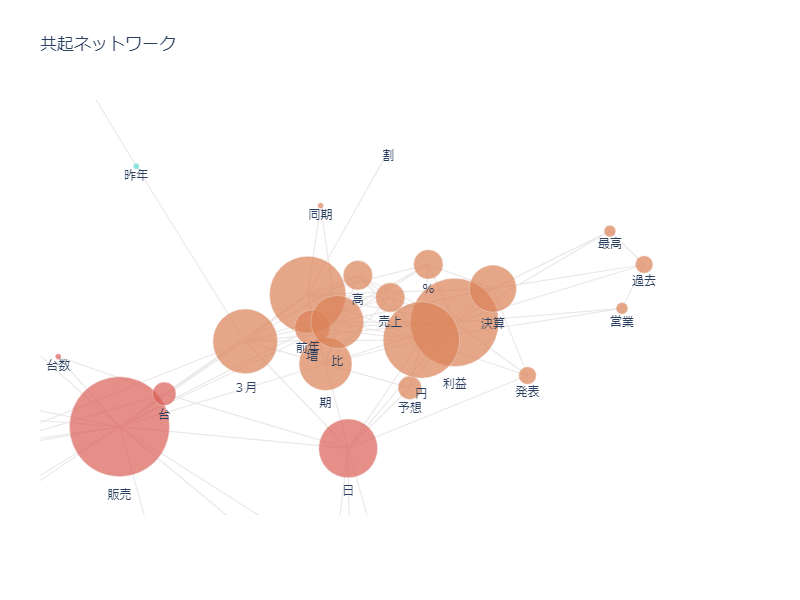 共起ネットワーク
割
昨年
同期
最高
過去
%
高
売上
決算
営業
前年
増
比
台数
3月
利益
発表
円
期
予想
台
日
販売